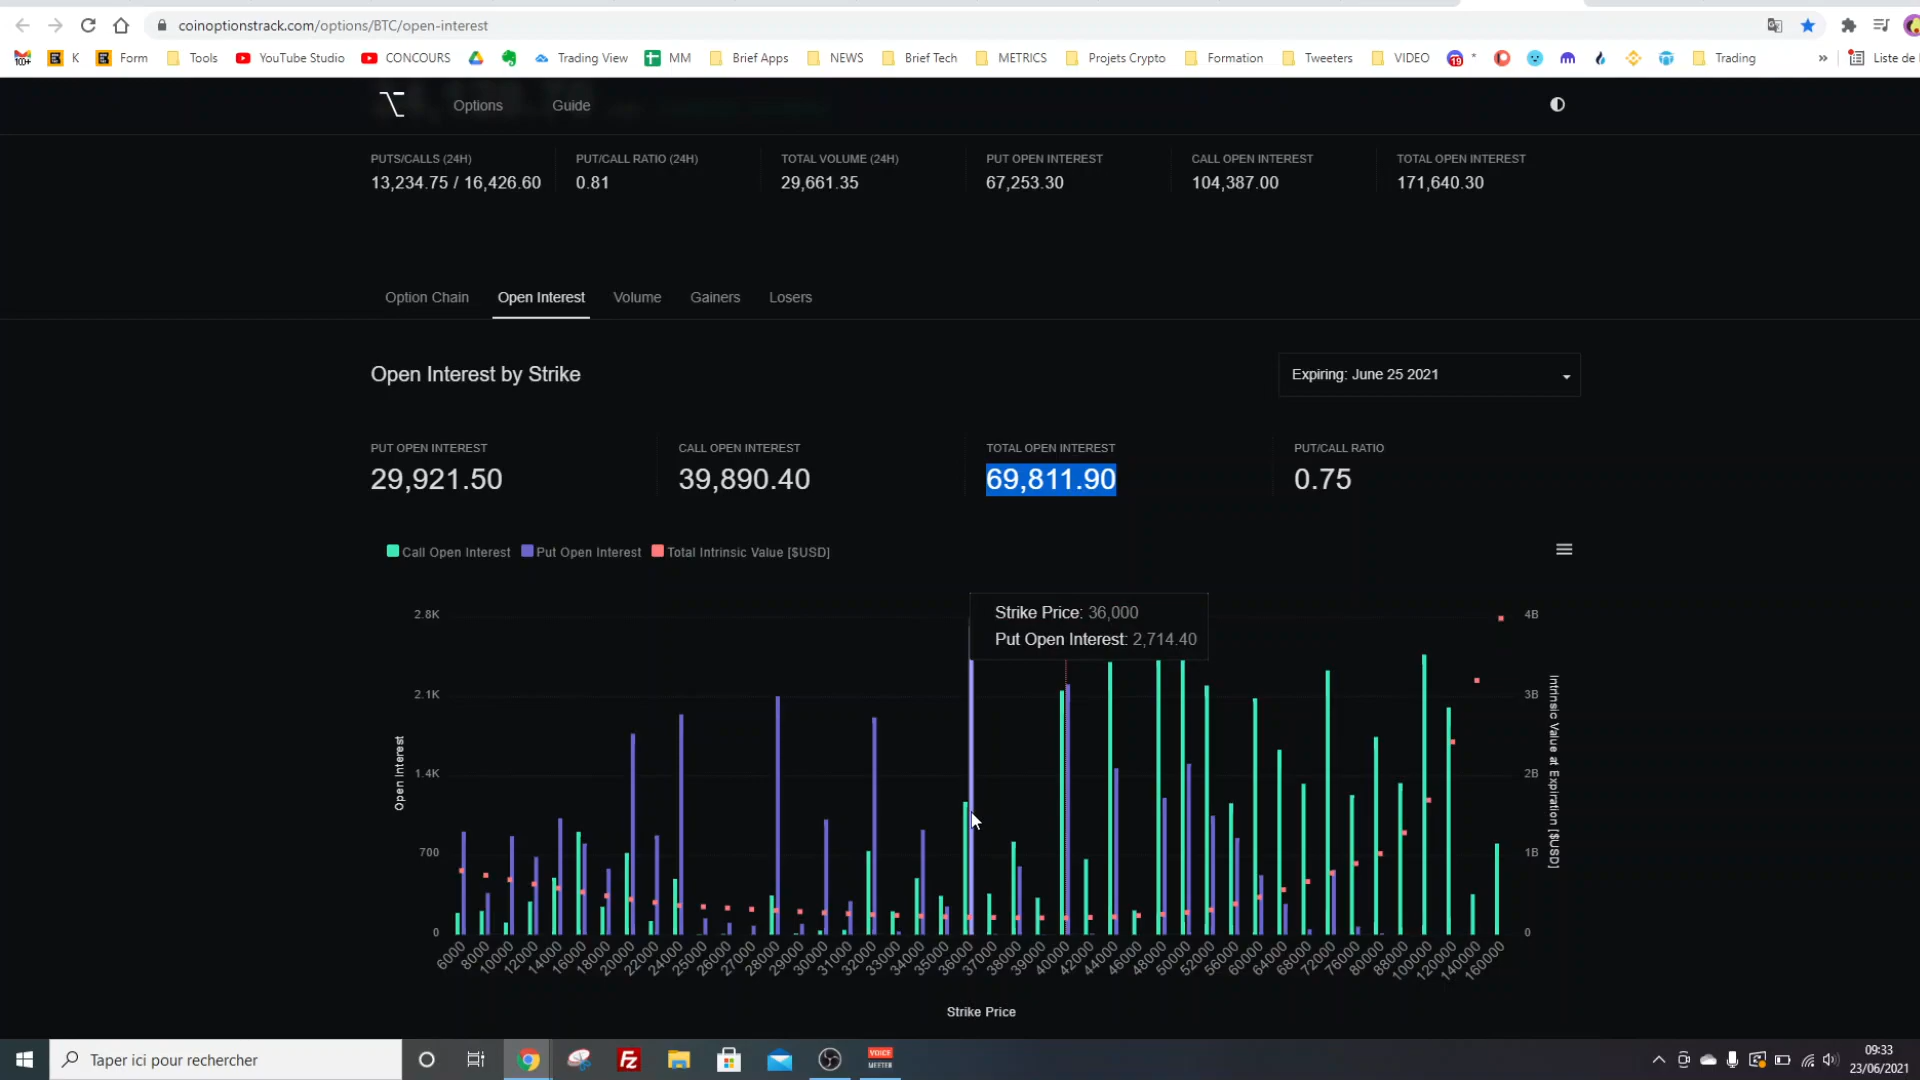 coinoptionstrack.com/options/BTC/open-interest
K Form Tools YouTube Studio CONCOURS Trading View MM Brief Apps NEWS Brief Tech METRICS Projets Crypto Formation Tweeters VIDEO 19 * Trading » Liste de
Options Guide
PUTS/CALLS (24H) PUT/CALL RATIO (24H) TOTAL VOLUME (24H) PUT OPEN INTEREST CALL OPEN INTEREST TOTAL OPEN INTEREST
13,234.75 / 16,426.60 0.81 29,661.35 67,253.30 104,387.00 171,640.30
Option Chain Open Interest Volume Gainers Losers
Open Interest by Strike
Expiring: June 25 2021
PUT OPEN INTEREST CALL OPEN INTEREST TOTAL OPEN INTEREST PUT/CALL RATIO
29,921.50 39,890.40 69,811.90 0.75
Call Open Interest Put Open Interest Total Intrinsic Value [$USD]
Strike Price: 36,000
Put Open Interest: 2,714.40
2.8K
2.1K
1.4K
700
0
Open Interest
4B
3B
2B
1B
0
Intrinsic Value at Expiration [$USD]
6000 8000 10000 12000 14000 16000 18000 20000 22000 24000 25000 26000 27000 28000 29000 30000 31000 32000 33000 34000 35000 36000 37000 38000 39000 40000 42000 44000 46000 48000 50000 52000 56000 60000 64000 68000 72000 76000 80000 88000 100000 120000 140000 160000
Strike Price
Taper ici pour rechercher
VOICE
MEETER
09:33
23/06/2021